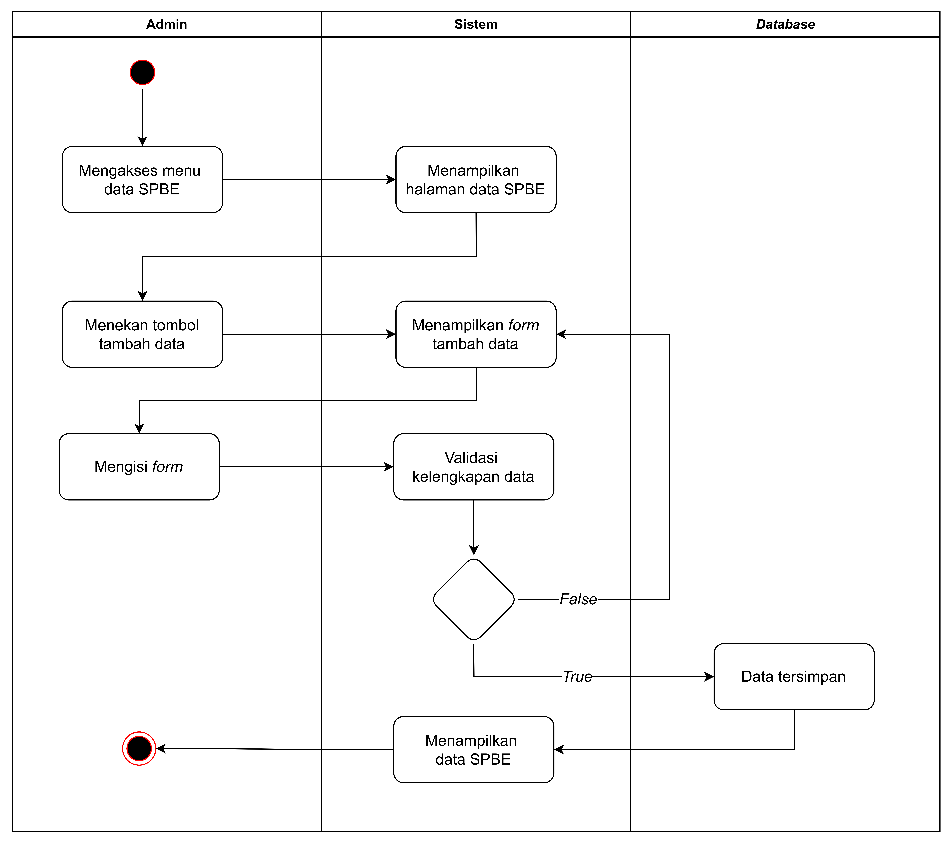 Admin
Sistem
Database
Mengakses menu
data SPBE
Menampilkan
halaman data SPBE
Menekan tombol
tambah data
Menampilkan form
tambah data
Mengisi form
Validasi
kelengkapan data
False
True
Data tersimpan
Menampilkan
data SPBE